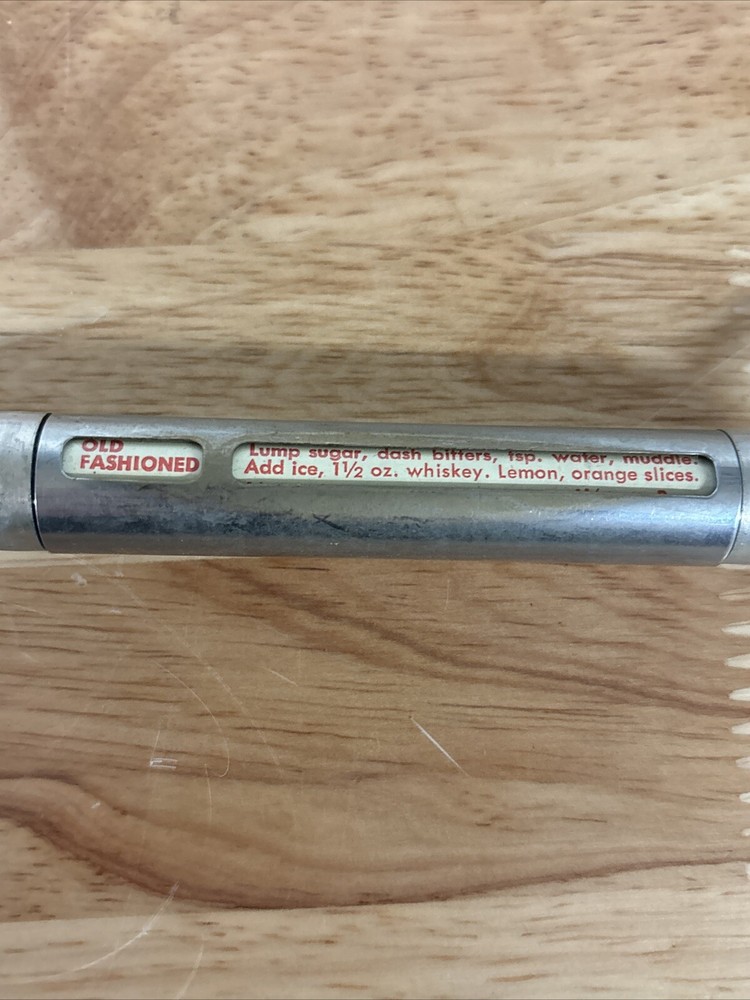 OLD
FASHIONED
Lump sugar, dash bitters, tsp. water, muddle.
Add ice, 1½ oz. whiskey. Lemon, orange slices.